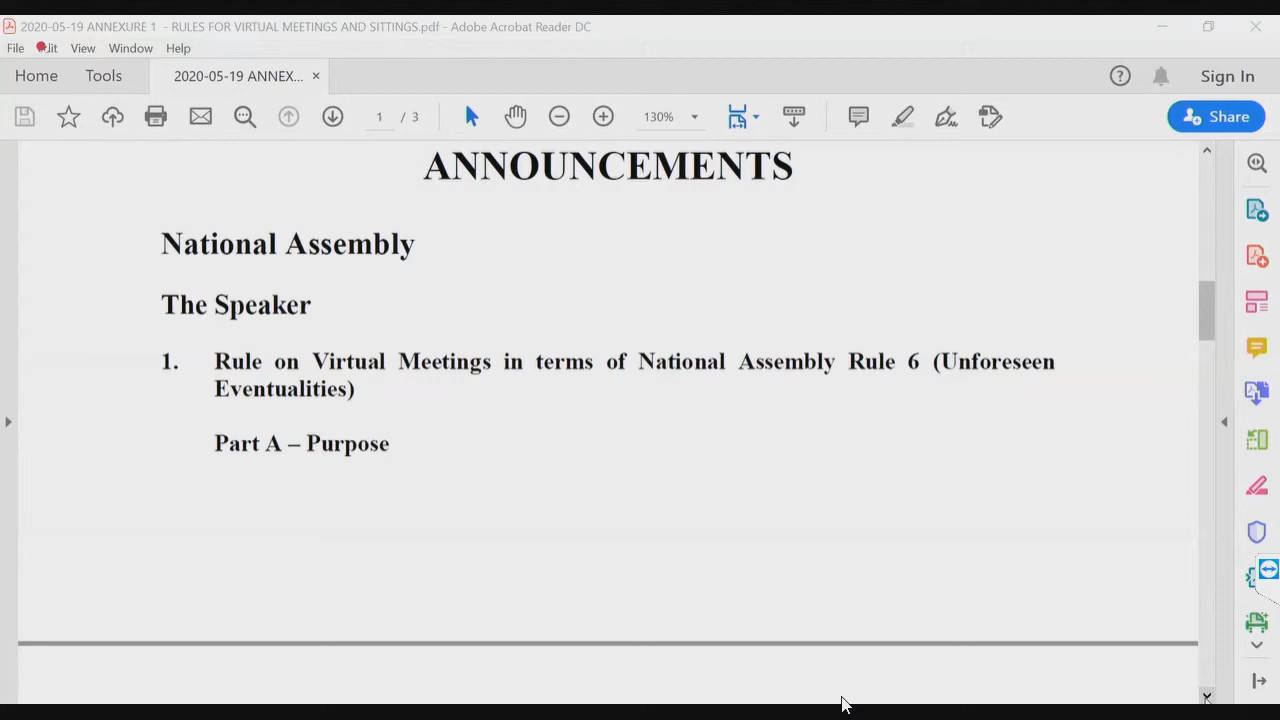 2020-05-19 ANNEXURE 1 - RULES FOR VIRTUAL MEETINGS AND SITTINGS.pdf - Adobe Acrobat Reader DC
File Edit View Window Help
Home Tools 2020-05-19 ANNEX... ×
Sign In
1 / 3
130%
Share
ANNOUNCEMENTS
National Assembly
The Speaker
1. Rule on Virtual Meetings in terms of National Assembly Rule 6 (Unforeseen
Eventualities)
Part A – Purpose